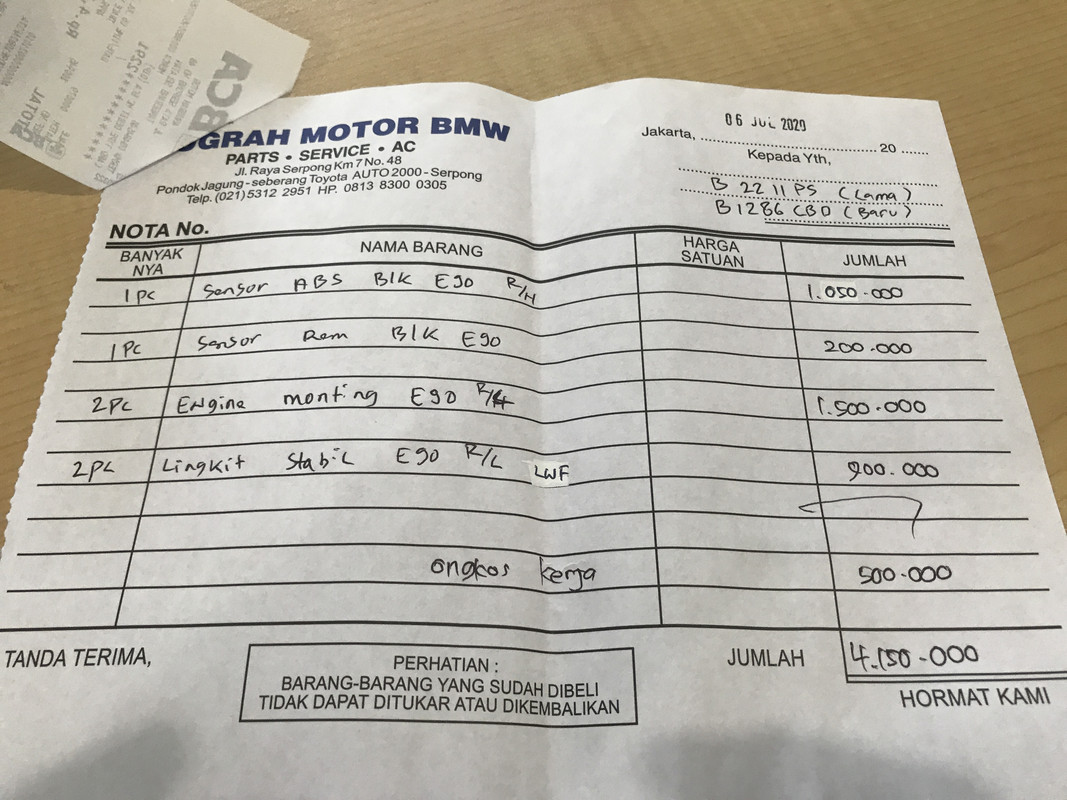 BCA
TOTAL
UGRAH MOTOR BMW
PARTS • SERVICE • AC
Jl. Raya Serpong Km 7 No. 48
Pondok Jagung - seberang Toyota AUTO 2000 - Serpong
Telp. (021) 5312 2951 HP. 0813 8300 0305
06 JUL 2020
Jakarta, ........................ 20 ......
Kepada Yth,
B 2211 PS (Lama)
B 1286 CBD (Baru)
NOTA No.
BANYAK NYA NAMA BARANG HARGA SATUAN JUMLAH
1 pc Sensor ABS Blk E90 R/H 1.050.000
1 Pc Sensor Rem Blk E90 200.000
2 Pc Engine monting E90 1.500.000
2 Pc Lingkit Stabil E90 R/L LWF 900.000
ongkos kerja 500.000
TANDA TERIMA,
PERHATIAN :
BARANG-BARANG YANG SUDAH DIBELI
TIDAK DAPAT DITUKAR ATAU DIKEMBALIKAN
JUMLAH 4.150.000
HORMAT KAMI